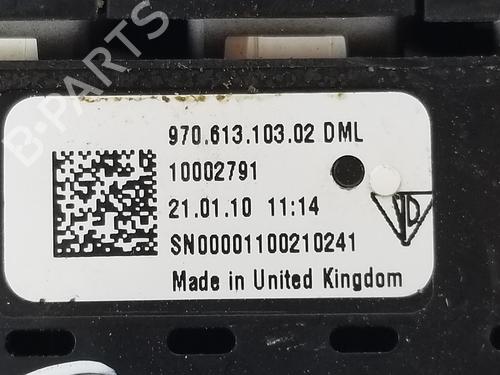 B-PARTS
970.613.103.02 DML
10002791
21.01.10 11:14
SN00001100210241
Made in United Kingdom